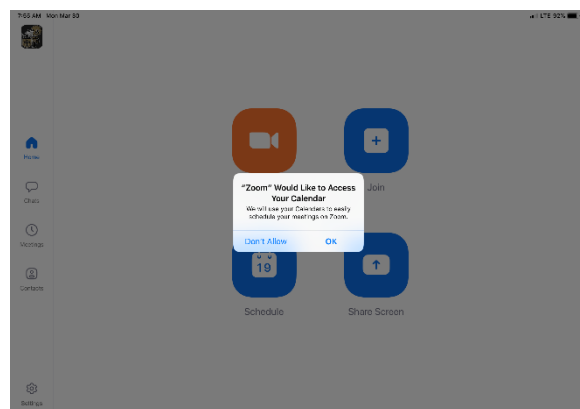 7:53 AM Mon Mar 30
LTE 92%
Home
Chats
Meetings
Contacts
Settings
Join
"Zoom" Would Like to Access
Your Calendar
We will use your Calendars to easily
schedule your meetings on Zoom.
Don't Allow
OK
19
Schedule
Share Screen